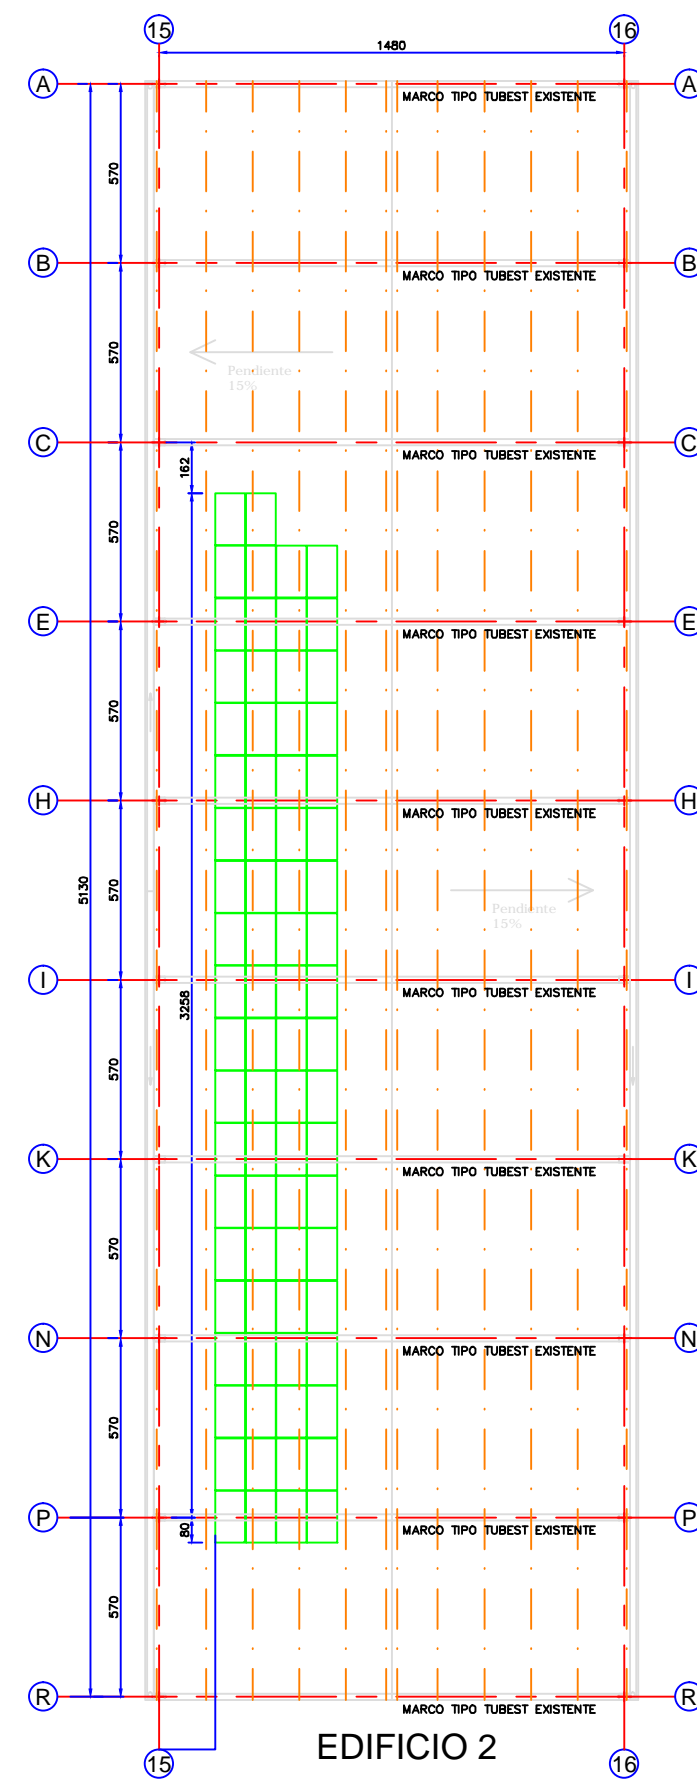 15 16
1480
A A
MARCO TIPO TUBEST EXISTENTE
570
B B
MARCO TIPO TUBEST EXISTENTE
570
Pendiente
15%
C C
MARCO TIPO TUBEST EXISTENTE
162
570
E E
MARCO TIPO TUBEST EXISTENTE
570
H H
MARCO TIPO TUBEST EXISTENTE
5130
570
Pendiente
15%
I I
MARCO TIPO TUBEST EXISTENTE
3258
570
K K
MARCO TIPO TUBEST EXISTENTE
570
N N
MARCO TIPO TUBEST EXISTENTE
570
P P
MARCO TIPO TUBEST EXISTENTE
80
570
R R
MARCO TIPO TUBEST EXISTENTE
EDIFICIO 2
15 16